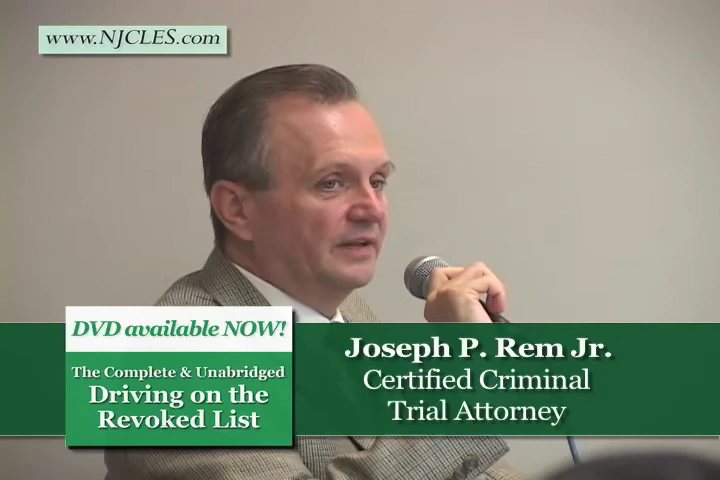 www.NJCLES.com
DVD available NOW!
The Complete & Unabridged
Driving on the
Revoked List
Joseph P. Rem Jr.
Certified Criminal
Trial Attorney